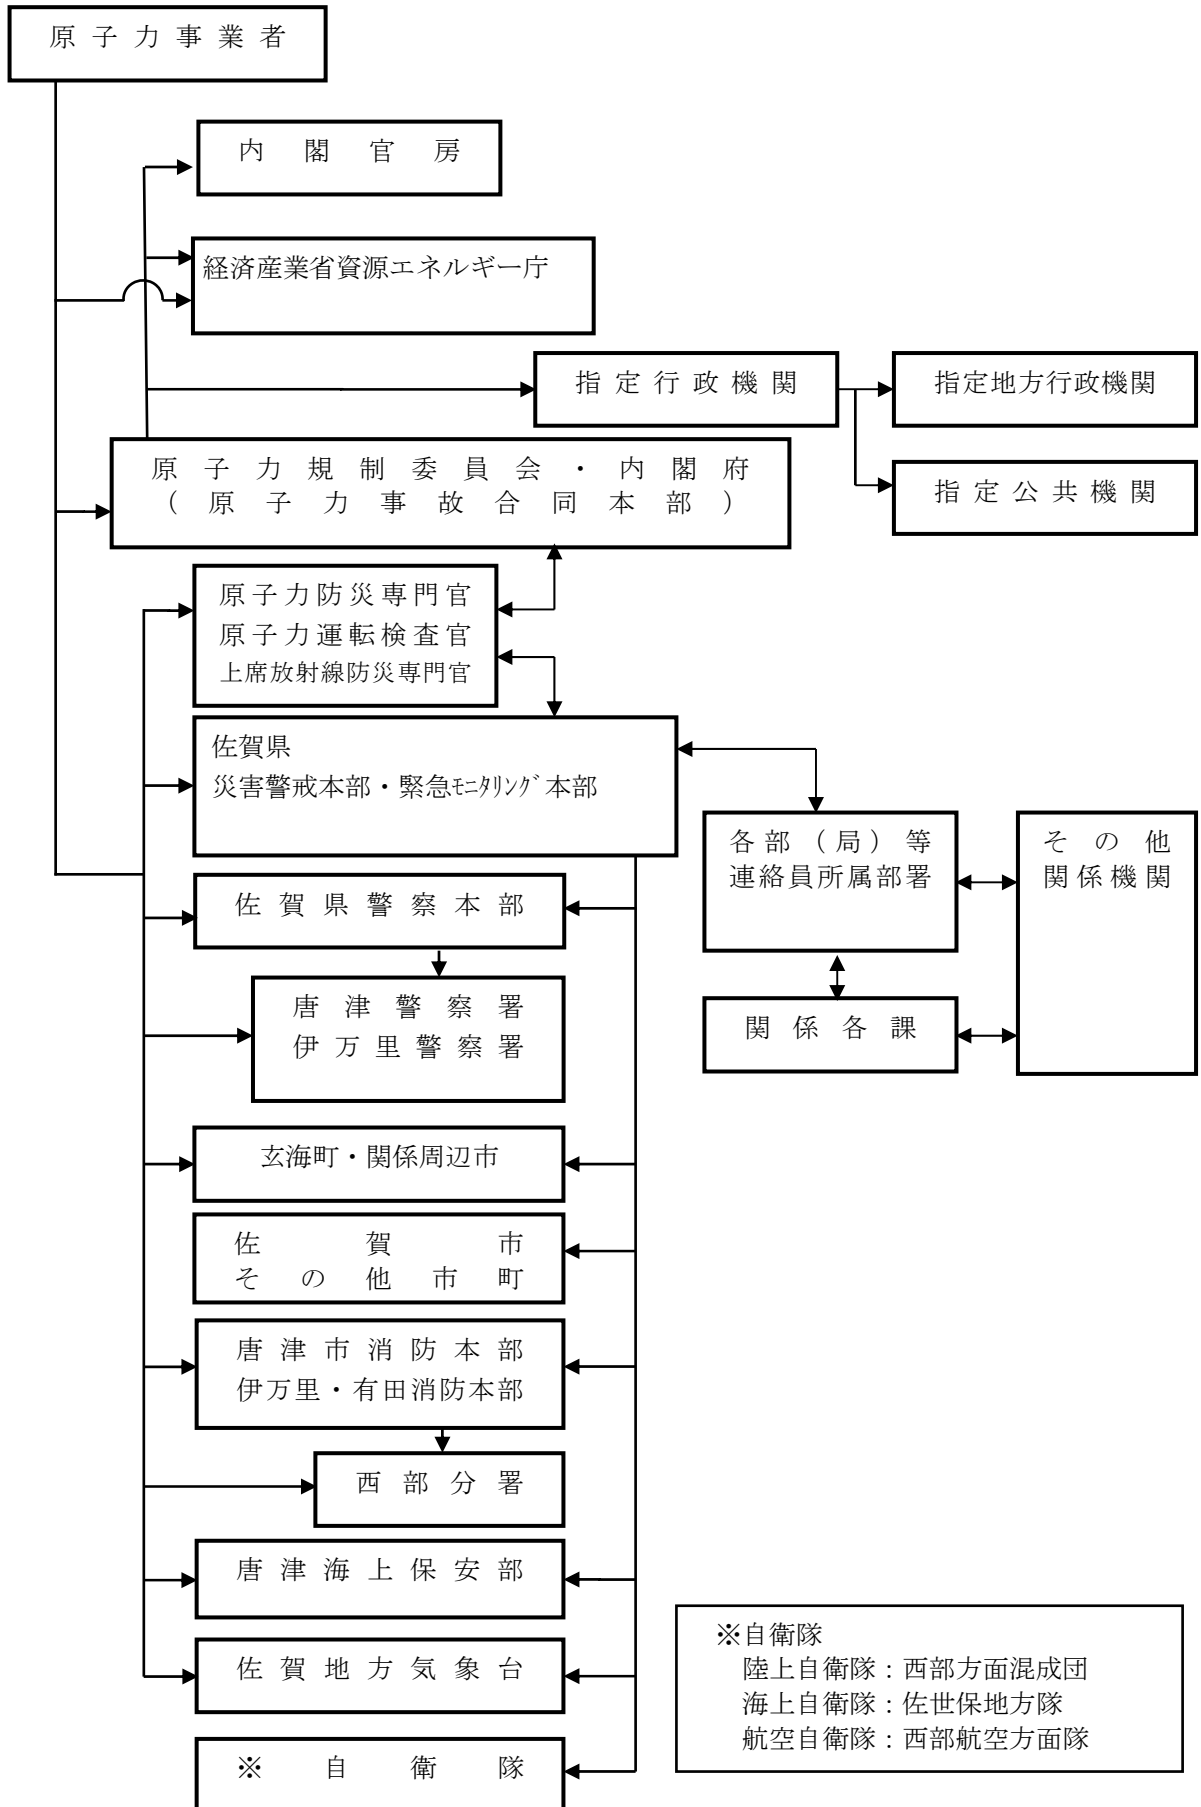 原子力事業者
内閣官房
経済産業省資源エネルギー庁
指定行政機関
指定地方行政機関
原子力規制委員会・内閣府
（原子力事故合同本部）
指定公共機関
原子力防災専門官
原子力運転検査官
上席放射線防災専門官
佐賀県
災害警戒本部・緊急ﾓﾆﾀﾘﾝｸﾞ本部
各部（局）等
連絡員所属部署
その他
関係機関
佐賀県警察本部
唐津警察署
伊万里警察署
関係各課
玄海町・関係周辺市
佐賀市
その他市町
唐津市消防本部
伊万里・有田消防本部
西部分署
唐津海上保安部
佐賀地方気象台
※自衛隊
※自衛隊
陸上自衛隊：西部方面混成団
海上自衛隊：佐世保地方隊
航空自衛隊：西部航空方面隊